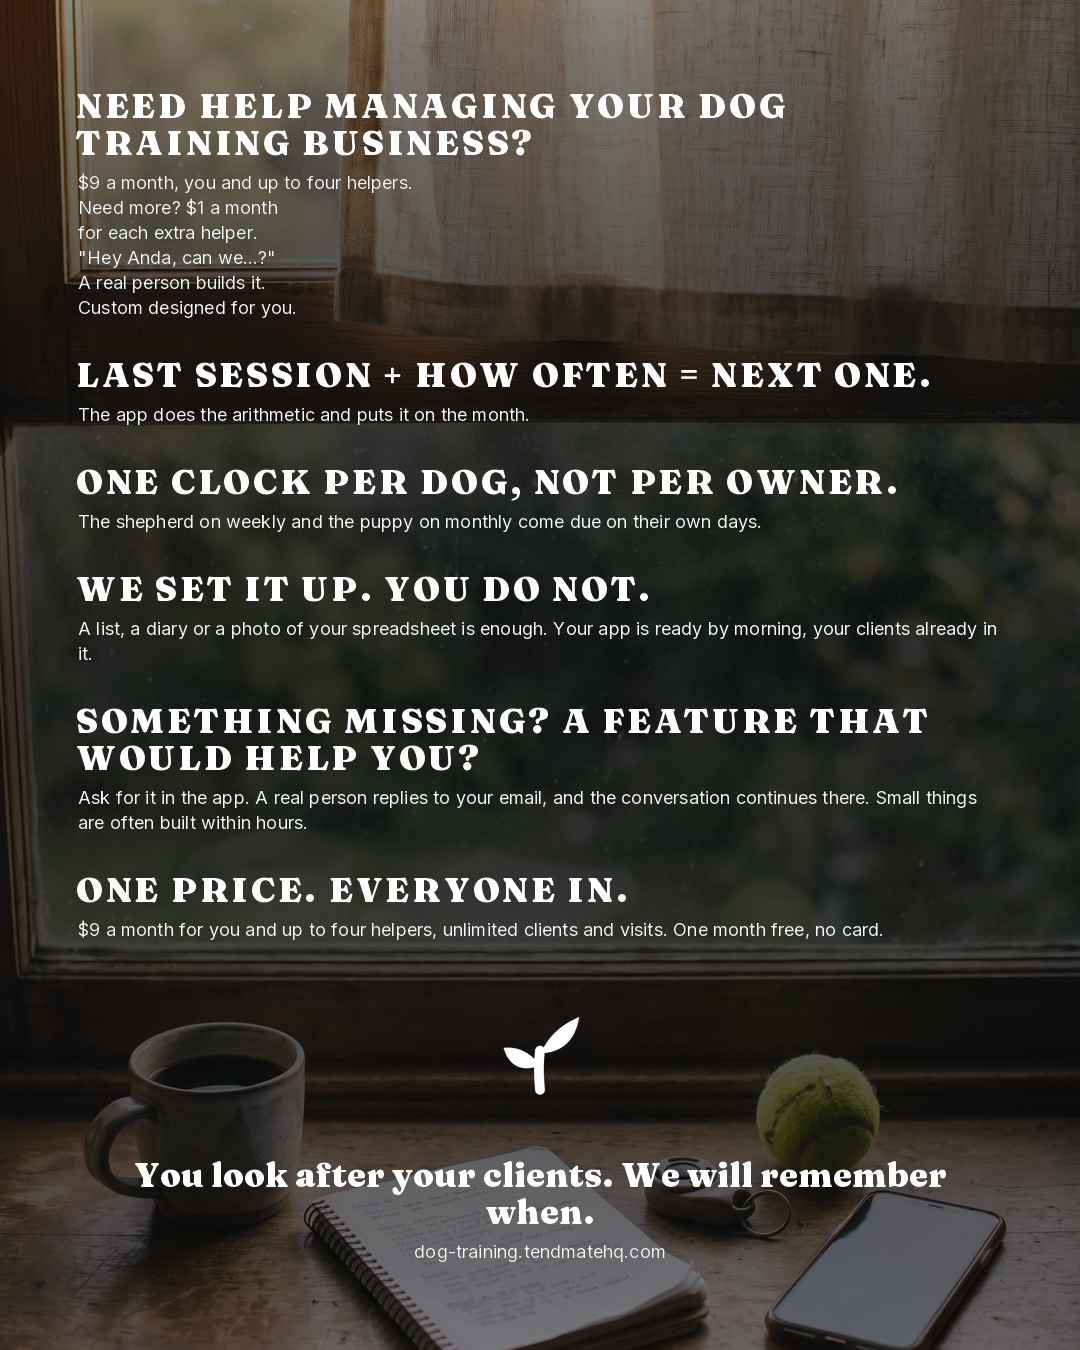 NEED HELP MANAGING YOUR DOG
TRAINING BUSINESS?
$9 a month, you and up to four helpers.
Need more? $1 a month
for each extra helper.
"Hey Anda, can we...?"
A real person builds it.
Custom designed for you.
LAST SESSION + HOW OFTEN = NEXT ONE.
The app does the arithmetic and puts it on the month.
ONE CLOCK PER DOG, NOT PER OWNER.
The shepherd on weekly and the puppy on monthly come due on their own days.
WE SET IT UP. YOU DO NOT.
A list, a diary or a photo of your spreadsheet is enough. Your app is ready by morning, your clients already in
it.
SOMETHING MISSING? A FEATURE THAT
WOULD HELP YOU?
Ask for it in the app. A real person replies to your email, and the conversation continues there. Small things
are often built within hours.
ONE PRICE. EVERYONE IN.
$9 a month for you and up to four helpers, unlimited clients and visits. One month free, no card.
You look after your clients. We will remember
when.
dog-training.tendmatehq.com